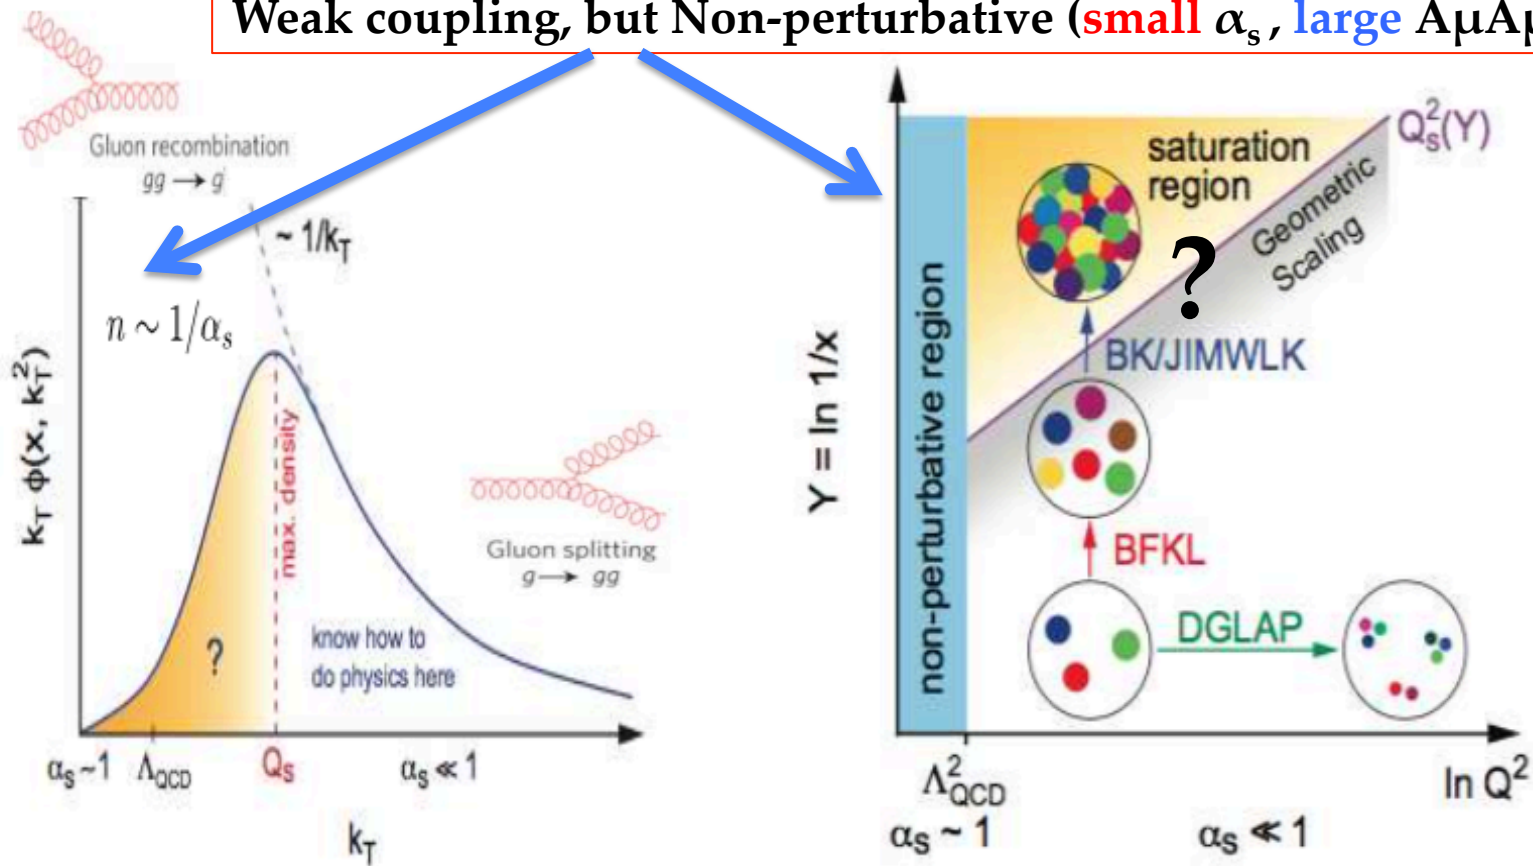 Weak coupling, but Non-perturbative (small αs, large AμAμ
Gluon recombination
gg → g
~ 1/kT
n ~ 1/αs
kT φ(x, kT²)
max. density
?
know how to
do physics here
Gluon splitting
g → gg
αs ~1 ΛQCD Qs αs ≪ 1
kT
Qs²(Y)
saturation
region
Geometric
Scaling
?
Y = ln 1/x
non-perturbative region
BK/JIMWLK
BFKL
DGLAP
Λ²QCD
ln Q²
αs ~ 1
αs ≪ 1